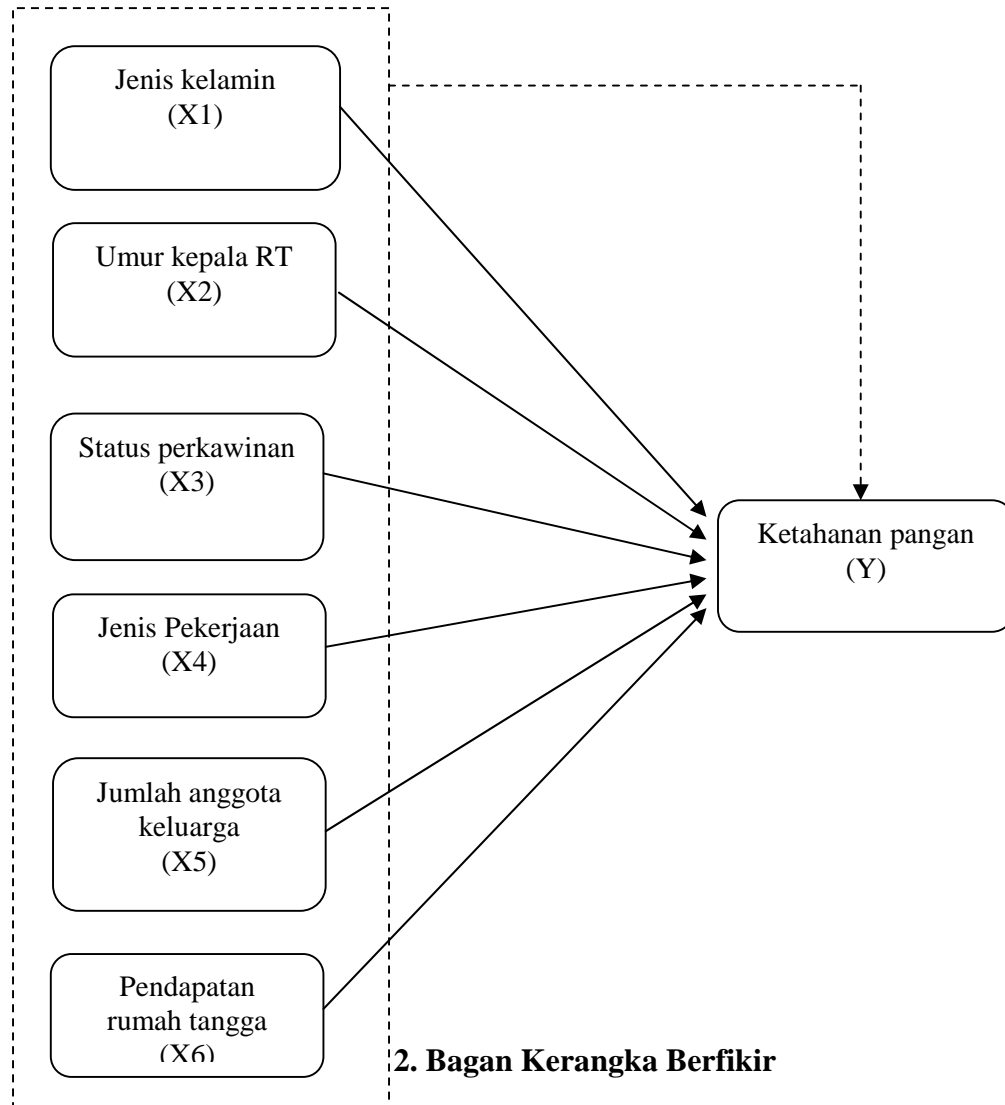 Jenis kelamin
(X1)
Umur kepala RT
(X2)
Status perkawinan
(X3)
Jenis Pekerjaan
(X4)
Jumlah anggota
keluarga
(X5)
Pendapatan
rumah tangga
(X6)
Ketahanan pangan
(Y)
2. Bagan Kerangka Berfikir